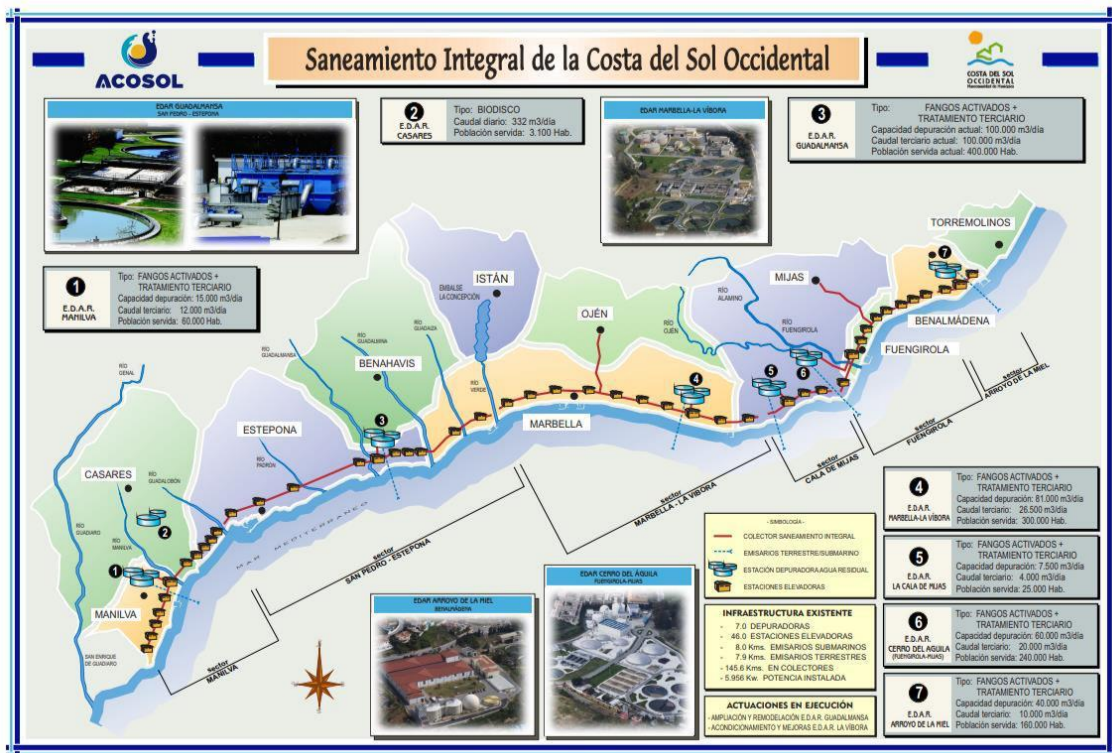 ACOSOL
Saneamiento Integral de la Costa del Sol Occidental
COSTA DEL SOL
OCCIDENTAL
Mancomunidad de Municipios
EDAR GUADALMANSA
SAN PEDRO - ESTEPONA
2
E.D.A.R.
CASARES
Tipo: BIODISCO
Caudal diario: 332 m3/día
Población servida: 3.100 Hab.
EDAR MARBELLA-LA VÍBORA
3
E.D.A.R.
GUADALMANSA
Tipo: FANGOS ACTIVADOS +
TRATAMIENTO TERCIARIO
Capacidad depuración actual: 100.000 m3/día
Caudal terciario actual: 100.000 m3/día
Población servida actual: 400.000 Hab.
1
E.D.A.R.
MANILVA
Tipo: FANGOS ACTIVADOS +
TRATAMIENTO TERCIARIO
Capacidad depuración: 15.000 m3/día
Caudal terciario: 12.000 m3/día
Población servida: 60.000 Hab.
TORREMOLINOS
7
MIJAS
ISTÁN
EMBALSE
LA CONCEPCIÓN
RÍO
ALAMINO
OJÉN
RÍO
FUENGIROLA
BENALMÁDENA
RÍO
OJÉN
RÍO
GUADAIZA
RÍO
GUADALMINA
RÍO
GUADALMANSA
BENAHAVIS
FUENGIROLA
6
5
4
RÍO
VERDE
RÍO
GENAL
3
MARBELLA
ESTEPONA
RÍO
PADRÓN
CASARES
RÍO
GUADALOBÓN
2
RÍO
GUADIARO
RÍO
MANILVA
1
MANILVA
SAN ENRIQUE
DE GUADIARO
MAR MEDITERRANEO
sector
ARROYO DE LA MIEL
sector
FUENGIROLA
sector
CALA DE MIJAS
sector
MARBELLA - LA VIBORA
sector
SAN PEDRO - ESTEPONA
sector
MANILVA
EDAR ARROYO DE LA MIEL
BENALMÁDENA
EDAR CERRO DEL ÁGUILA
FUENGIROLA-MIJAS
- SIMBOLOGÍA -
COLECTOR SANEAMIENTO INTEGRAL
EMISARIOS TERRESTRE/SUBMARINO
ESTACIÓN DEPURADORA AGUA RESIDUAL
ESTACIONES ELEVADORAS
INFRAESTRUCTURA EXISTENTE
- 7.0 DEPURADORAS
- 46.0 ESTACIONES ELEVADORAS
- 8.0 Kms. EMISARIOS SUBMARINOS
- 7.9 Kms. EMISARIOS TERRESTRES
- 145.6 Kms. EN COLECTORES
- 5.956 Kw. POTENCIA INSTALADA
ACTUACIONES EN EJECUCIÓN
- AMPLIACIÓN Y REMODELACIÓN E.D.A.R. GUADALMANSA
- ACONDICIONAMIENTO Y MEJORAS E.D.A.R. LA VÍBORA
4
E.D.A.R.
MARBELLA-LA VÍBORA
Tipo: FANGOS ACTIVADOS +
TRATAMIENTO TERCIARIO
Capacidad depuración: 81.000 m3/día
Caudal terciario: 26.500 m3/día
Población servida: 300.000 Hab.
5
E.D.A.R.
LA CALA DE MIJAS
Tipo: FANGOS ACTIVADOS +
TRATAMIENTO TERCIARIO
Capacidad depuración: 7.500 m3/día
Caudal terciario: 4.000 m3/día
Población servida: 25.000 Hab.
6
E.D.A.R.
CERRO DEL AGUILA
(FUENGIROLA-MIJAS)
Tipo: FANGOS ACTIVADOS +
TRATAMIENTO TERCIARIO
Capacidad depuración: 60.000 m3/día
Caudal terciario: 20.000 m3/día
Población servida: 240.000 Hab.
7
E.D.A.R.
ARROYO DE LA MIEL
Tipo: FANGOS ACTIVADOS +
TRATAMIENTO TERCIARIO
Capacidad depuración: 40.000 m3/día
Caudal terciario: 10.000 m3/día
Población servida: 160.000 Hab.